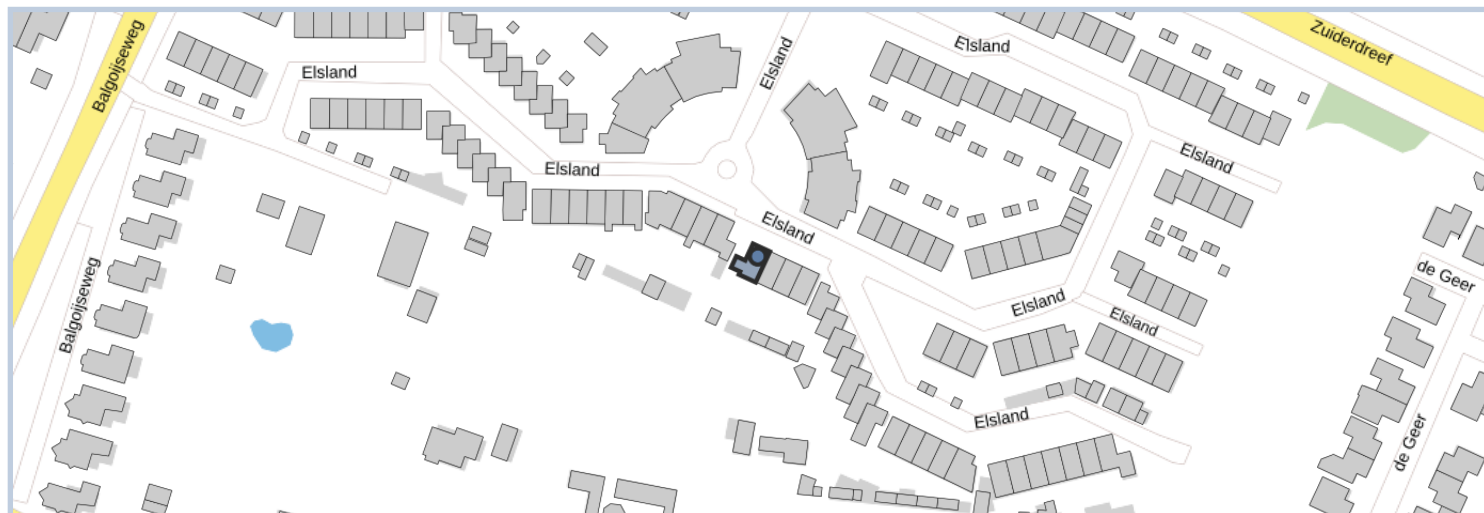 Balgoijseweg
Elsland
Elsland
Elsland
Zuiderdreef
Elsland
Elsland
Elsland
Balgoijseweg
Elsland
Elsland
de Geer
Elsland
de Geer